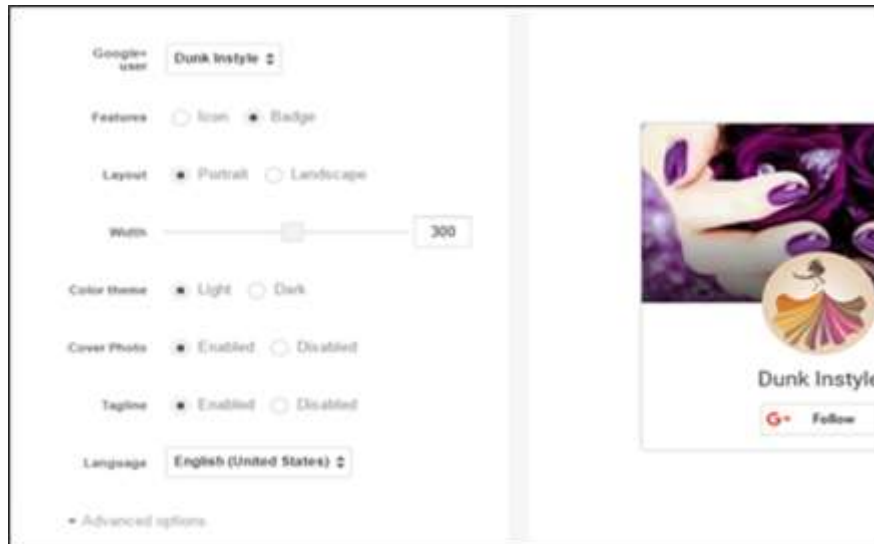 Google+
user
Dunk Instyle
Features
Icon
Badge
Layout
Portrait
Landscape
Width
300
Color theme
Light
Dark
Cover Photo
Enabled
Disabled
Tagline
Enabled
Disabled
Language
English (United States)
Advanced options
Dunk Instyle
G+ Follow